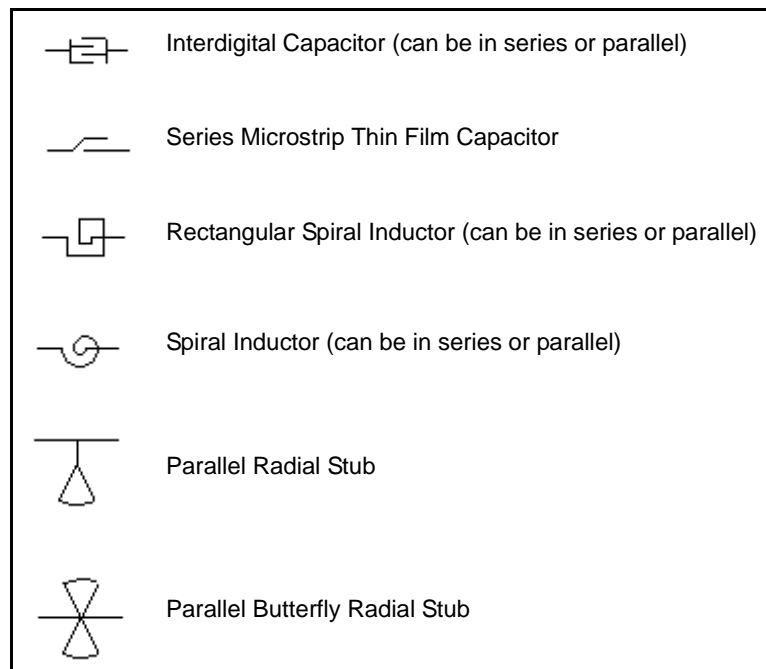 Interdigital Capacitor (can be in series or parallel)
Series Microstrip Thin Film Capacitor
Rectangular Spiral Inductor (can be in series or parallel)
Spiral Inductor (can be in series or parallel)
Parallel Radial Stub
Parallel Butterfly Radial Stub